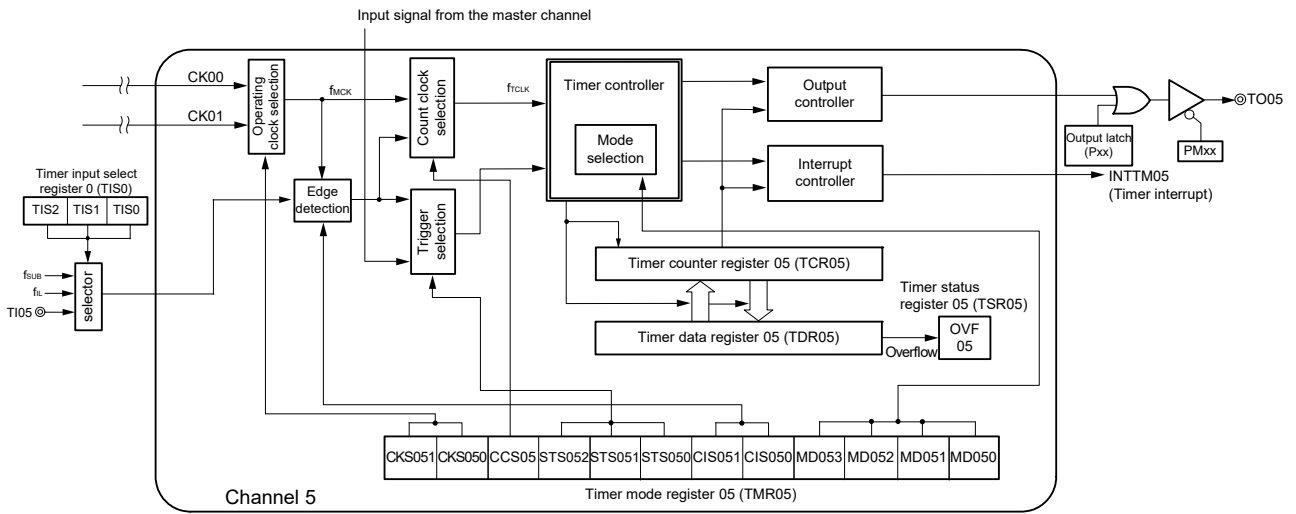 Input signal from the master channel
CK00
CK01
Operating
clock selection
fMCK
Count clock
selection
fTCLK
Timer controller
Mode
selection
Output
controller
Interrupt
controller
TO05
Output latch
(Pxx)
PMxx
INTTM05
(Timer interrupt)
Timer input select
register 0 (TIS0)
TIS2 TIS1 TIS0
Edge
detection
Trigger
selection
fSUB
fIL
TI05
selector
Timer counter register 05 (TCR05)
Timer data register 05 (TDR05)
Timer status
register 05 (TSR05)
Overflow
OVF
05
CKS051 CKS050 CCS05 STS052 STS051 STS050 CIS051 CIS050 MD053 MD052 MD051 MD050
Channel 5
Timer mode register 05 (TMR05)